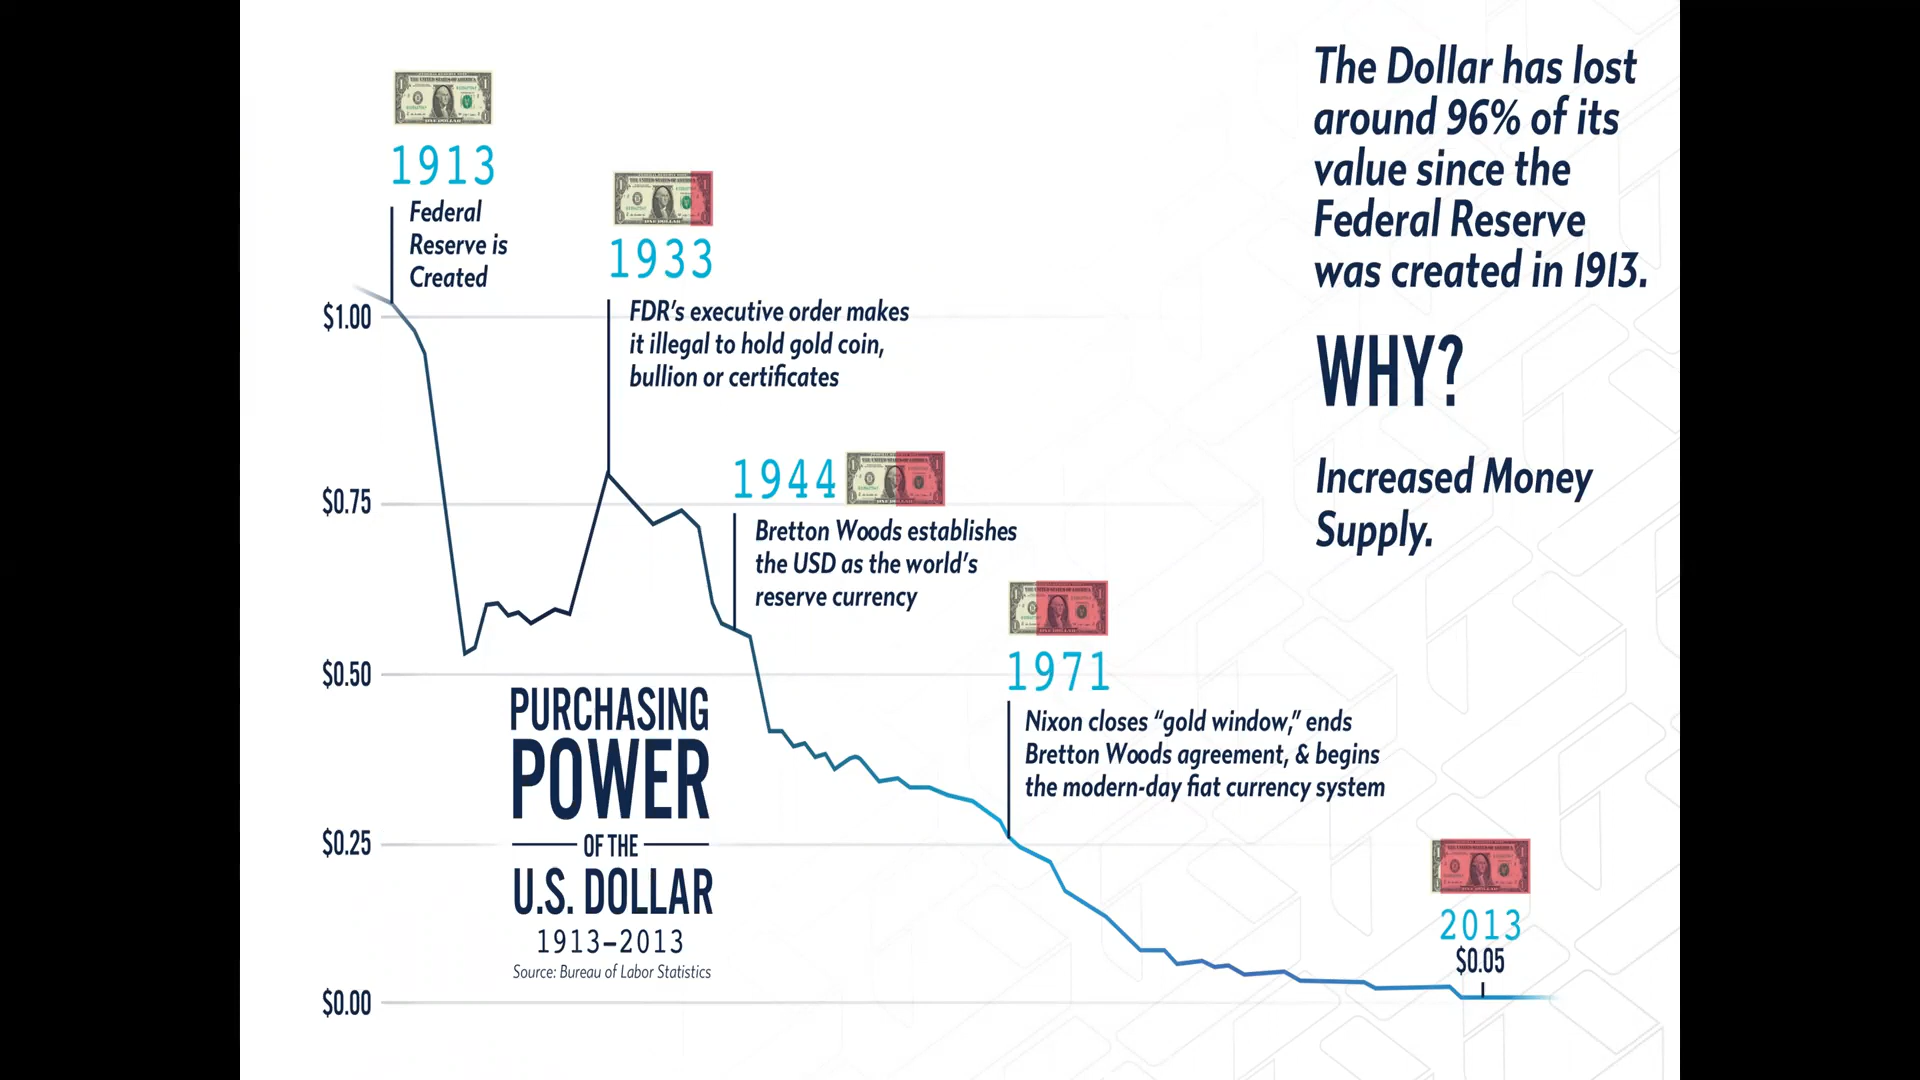 The Dollar has lost
around 96% of its
value since the
Federal Reserve
was created in 1913.
WHY?
Increased Money
Supply.
1913
Federal
Reserve is
Created
1933
FDR's executive order makes
it illegal to hold gold coin,
bullion or certificates
1944
Bretton Woods establishes
the USD as the world's
reserve currency
1971
Nixon closes “gold window,” ends
Bretton Woods agreement, & begins
the modern-day fiat currency system
2013
$0.05
$1.00
$0.75
$0.50
$0.25
$0.00
PURCHASING
POWER
OF THE
U.S. DOLLAR
1913–2013
Source: Bureau of Labor Statistics